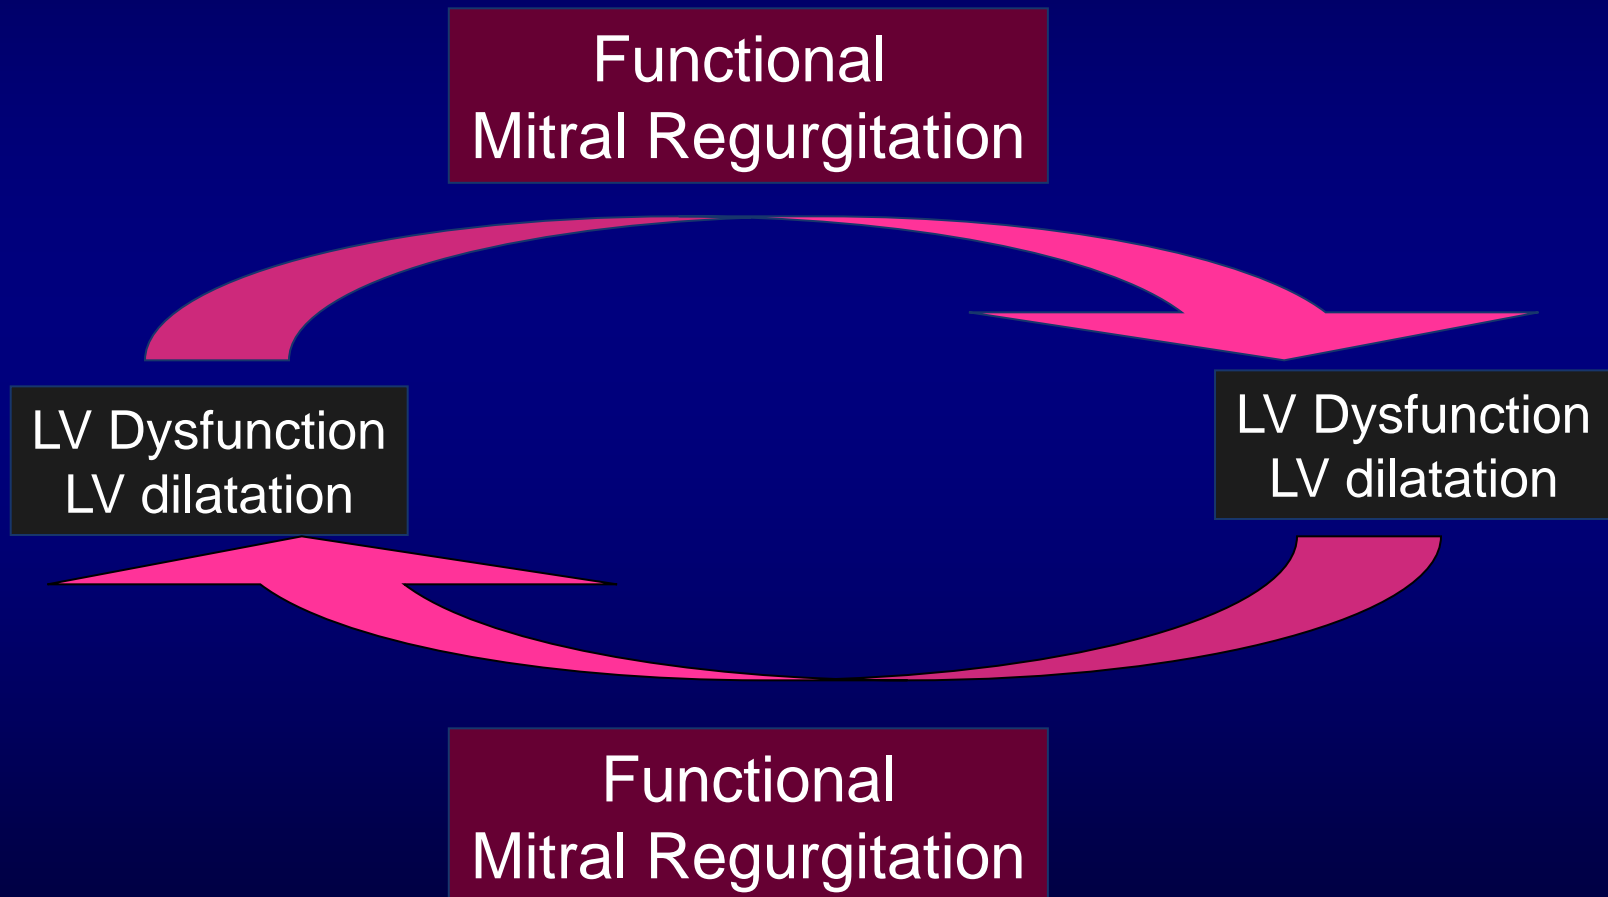 Functional
Mitral Regurgitation
LV Dysfunction
LV dilatation
LV Dysfunction
LV dilatation
Functional
Mitral Regurgitation